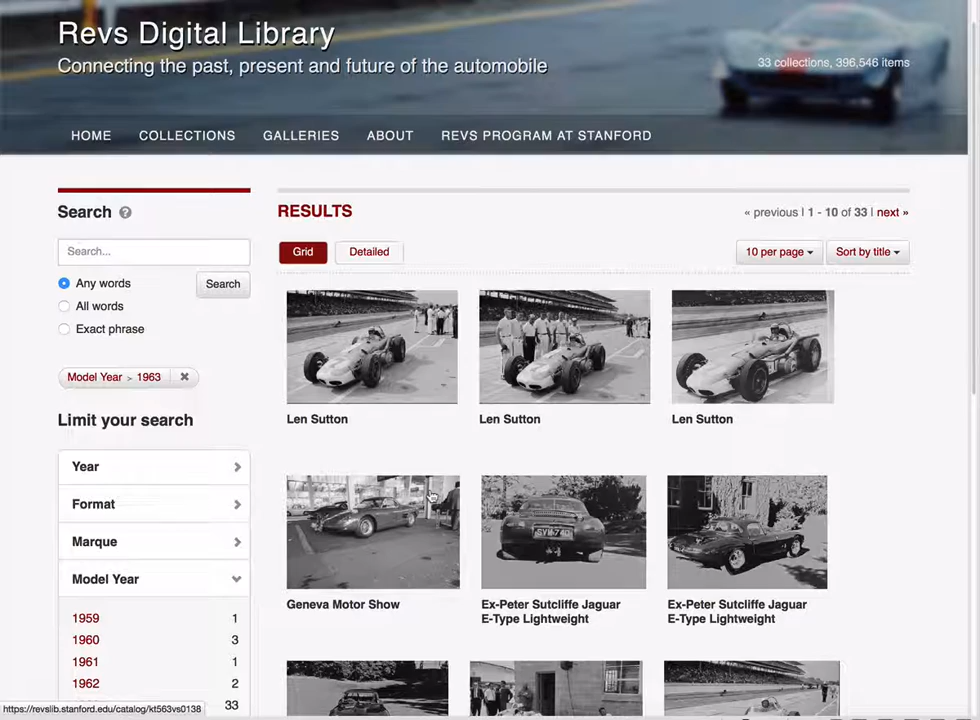 Revs Digital Library
Connecting the past, present and future of the automobile
33 collections, 396,546 items
HOME COLLECTIONS GALLERIES ABOUT REVS PROGRAM AT STANFORD
Search ?
Search...
Any words
Search
All words
Exact phrase
Model Year > 1963 ✖
Limit your search
Year
Format
Marque
Model Year
1959 1
1960 3
1961 1
1962 2
33
https://revslib.stanford.edu/catalog/kt563vs0138
RESULTS
« previous | 1 - 10 of 33 | next »
Grid Detailed
10 per page Sort by title
Len Sutton
Len Sutton
Len Sutton
Geneva Motor Show
Ex-Peter Sutcliffe Jaguar
E-Type Lightweight
Ex-Peter Sutcliffe Jaguar
E-Type Lightweight
SVM 74D